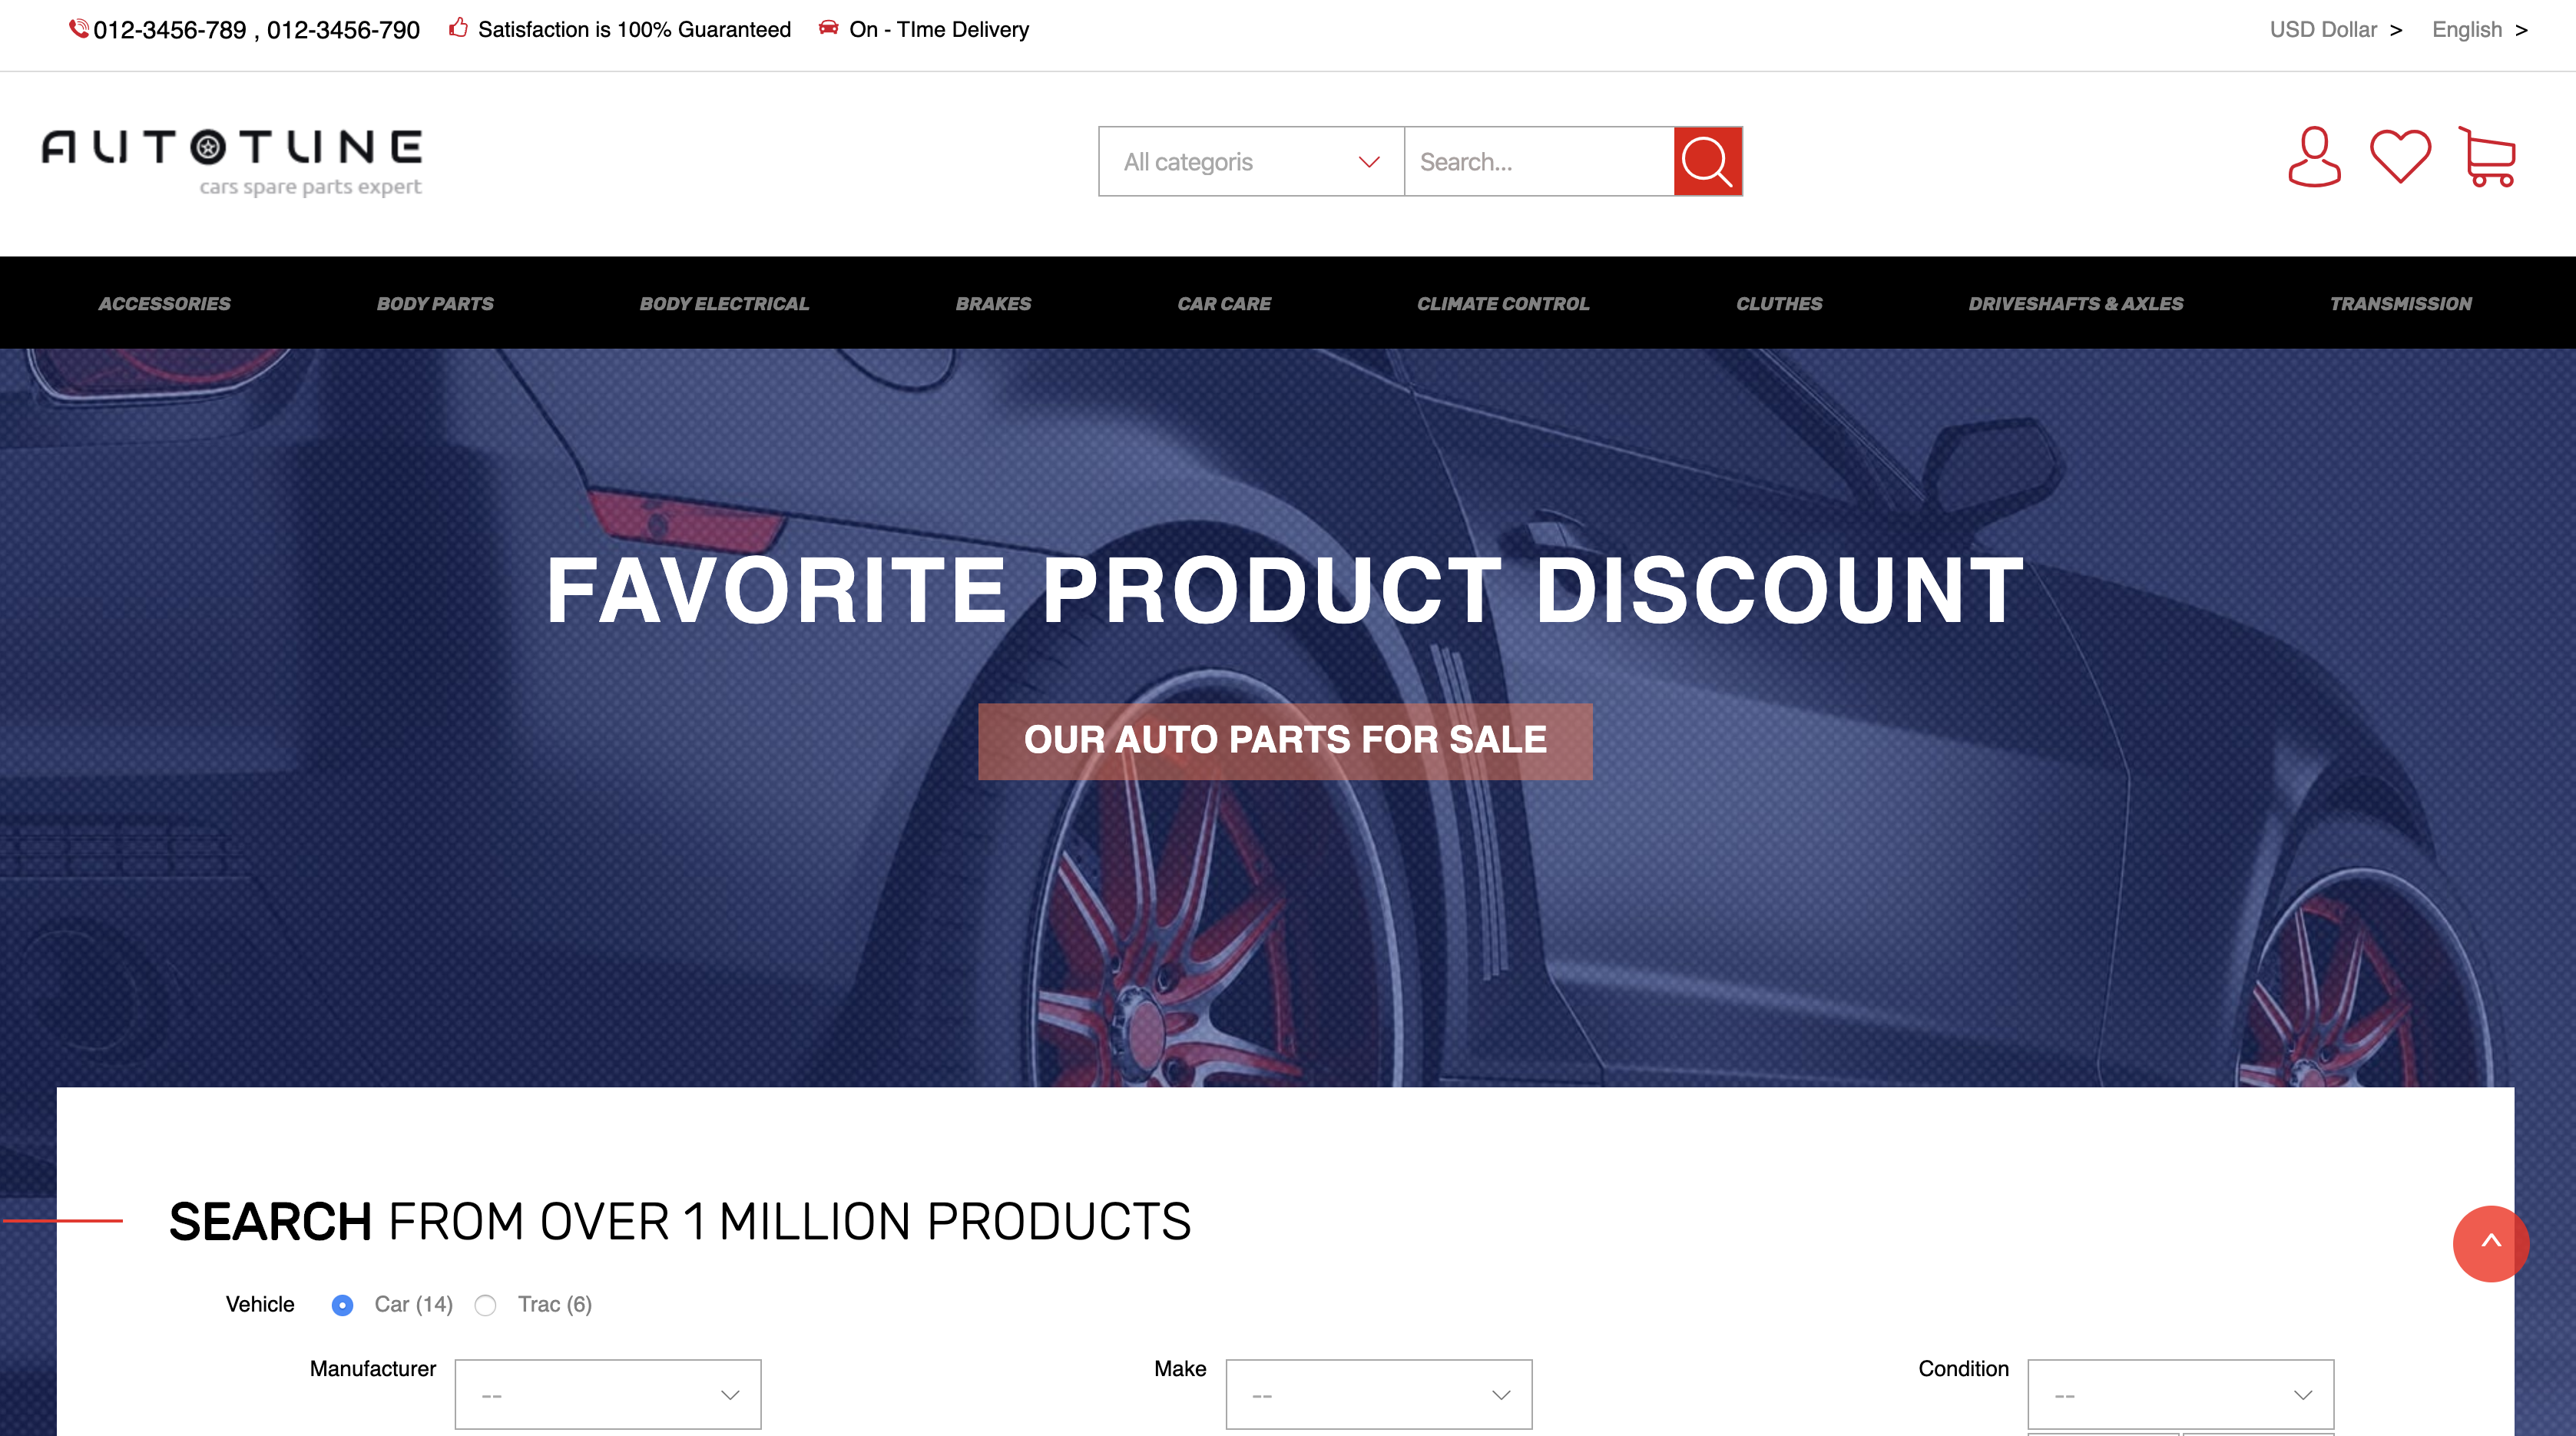 012-3456-789 , 012-3456-790 Satisfaction is 100% Guaranteed On - TIme Delivery USD Dollar > English >
AUTOTUNE
cars spare parts expert
All categoris Search...
ACCESSORIES BODY PARTS BODY ELECTRICAL BRAKES CAR CARE CLIMATE CONTROL CLUTHES DRIVESHAFTS & AXLES TRANSMISSION
FAVORITE PRODUCT DISCOUNT
OUR AUTO PARTS FOR SALE
SEARCH FROM OVER 1 MILLION PRODUCTS
Vehicle Car (14) Trac (6)
Manufacturer -- Make -- Condition --